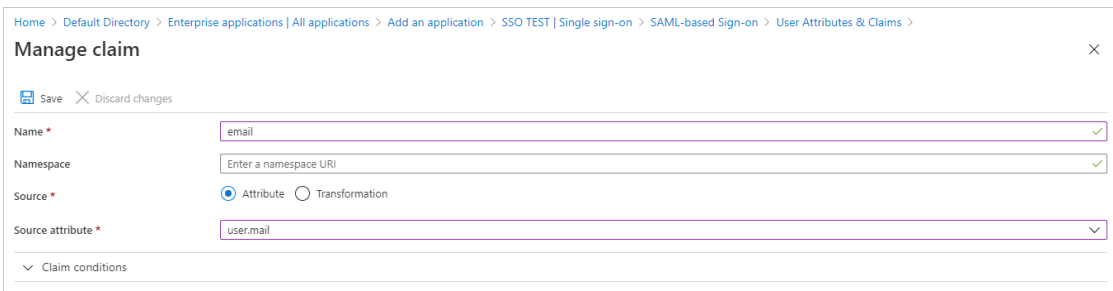 Home > Default Directory > Enterprise applications | All applications > Add an application > SSO TEST | Single sign-on > SAML-based Sign-on > User Attributes & Claims >
Manage claim
Save Discard changes
Name * email
Namespace Enter a namespace URI
Source * Attribute Transformation
Source attribute * user.mail
Claim conditions